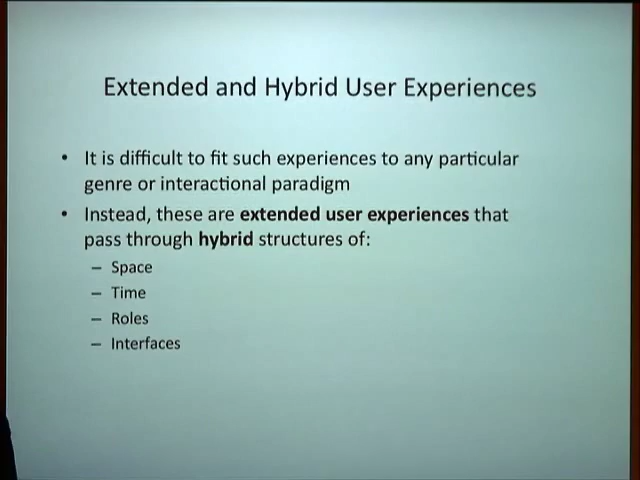 Extended and Hybrid User Experiences
• It is difficult to fit such experiences to any particular
genre or interactional paradigm
• Instead, these are extended user experiences that
pass through hybrid structures of:
– Space
– Time
– Roles
– Interfaces